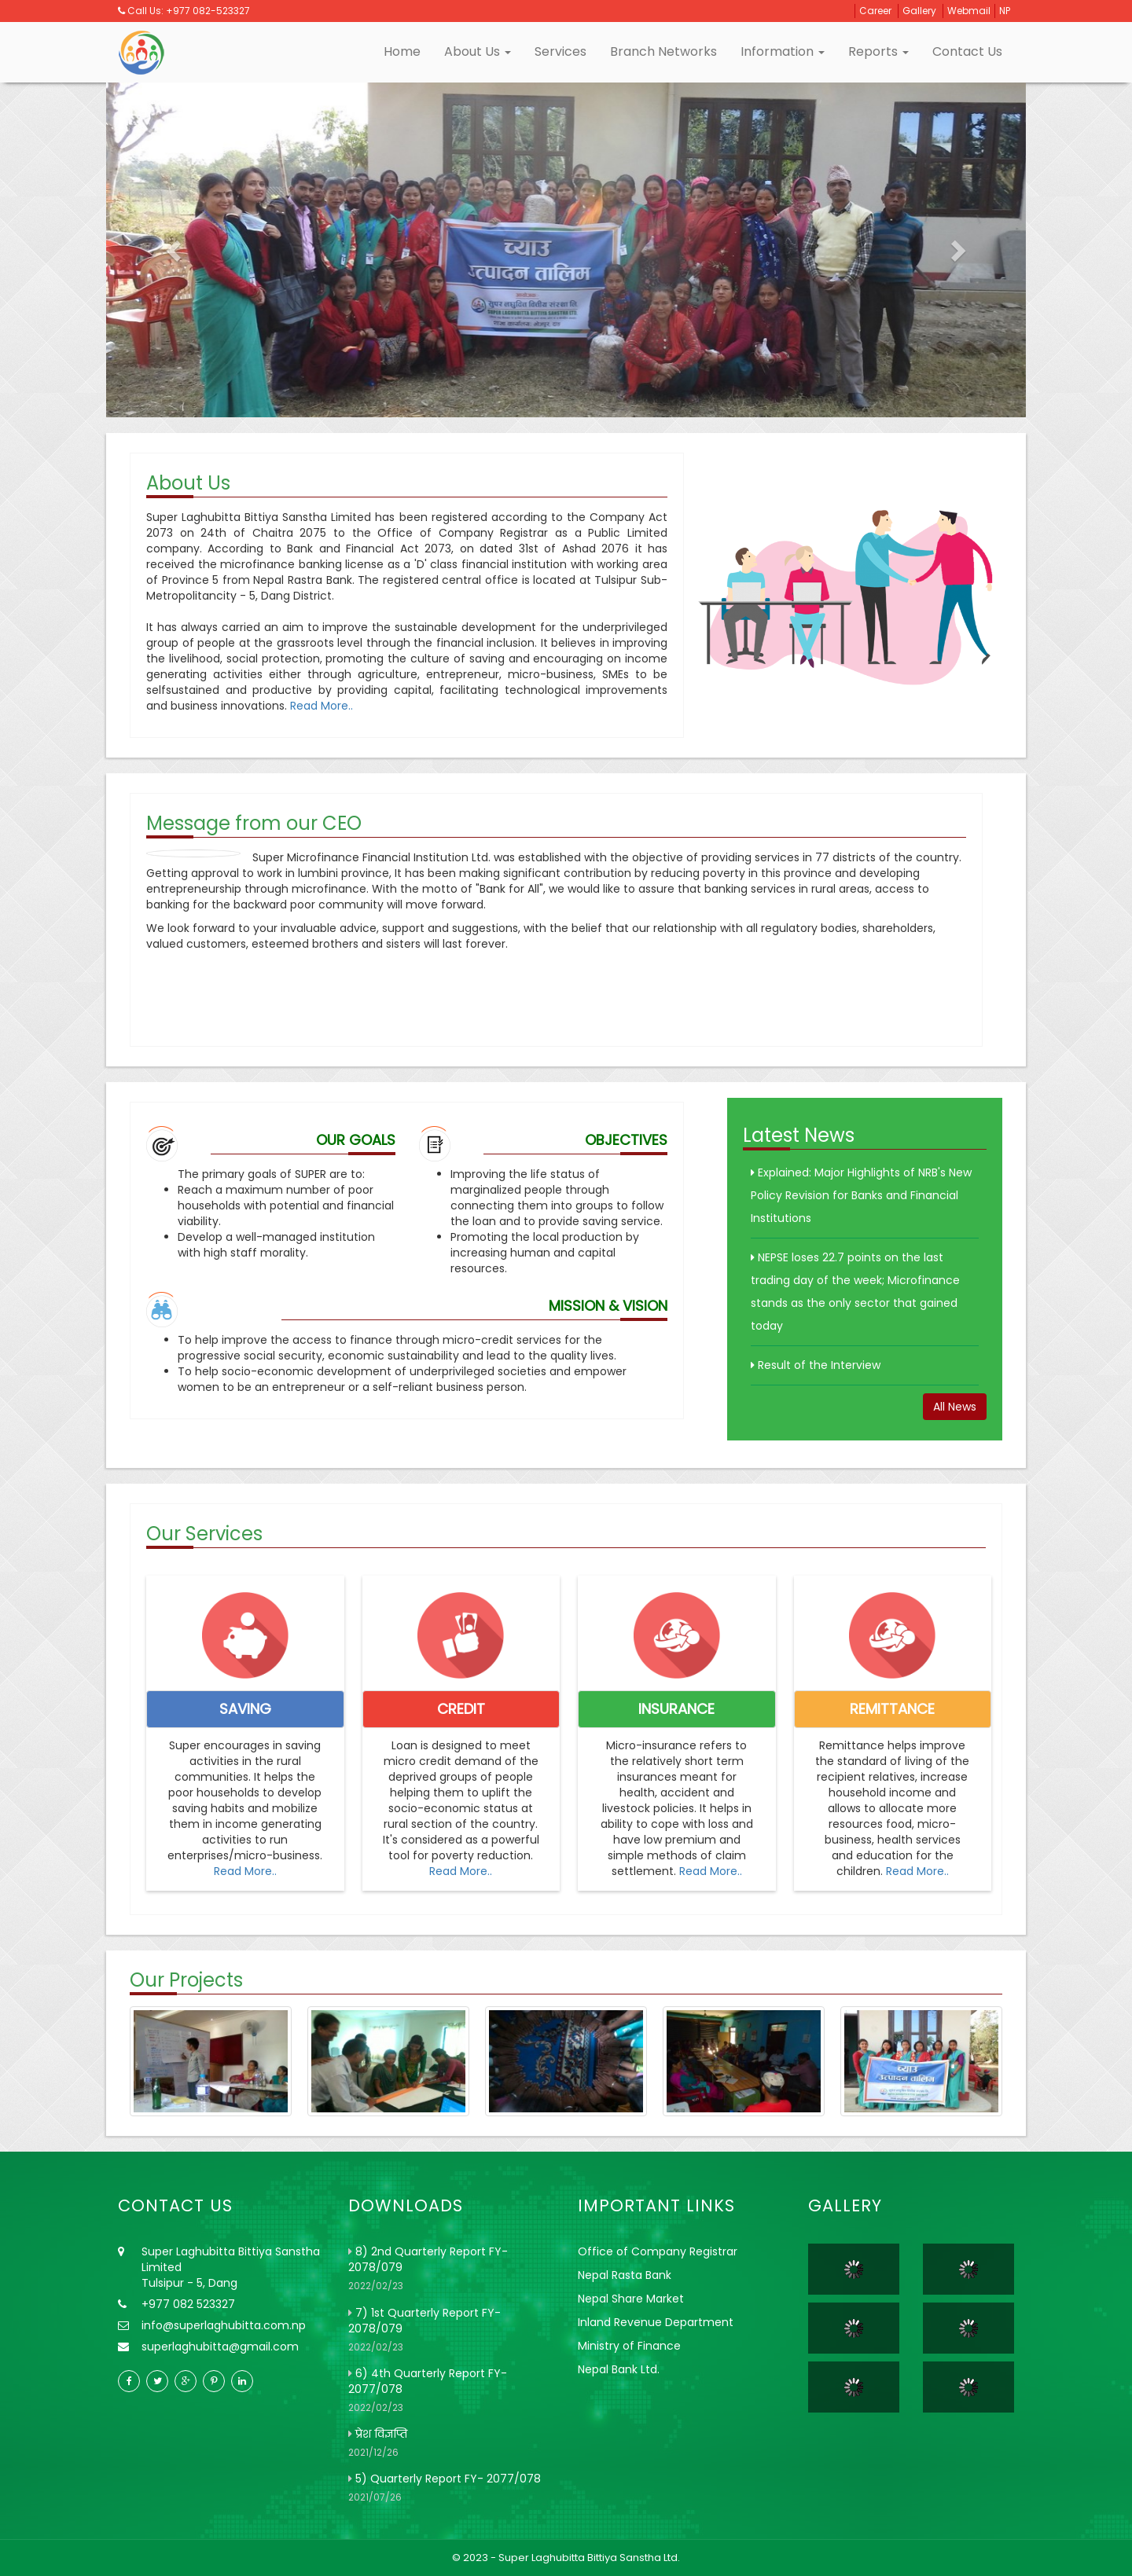 Call Us: +977 082-523327
Career
Gallery
Webmail
NP
Home
About Us
Services
Branch Networks
Information
Reports
Contact Us
च्याउ
उत्पादन तालिम
सुपर लघुवित्त वित्तीय संस्था लि.
SUPER LAGHUBITTA BITTIYA SANSTHA LTD.
About Us
Super Laghubitta Bittiya Sanstha Limited has been registered according to the Company Act
2073 on 24th of Chaitra 2075 to the Office of Company Registrar as a Public Limited
company. According to Bank and Financial Act 2073, on dated 31st of Ashad 2076 it has
received the microfinance banking license as a 'D' class financial institution with working area
of Province 5 from Nepal Rastra Bank. The registered central office is located at Tulsipur Sub-
Metropolitancity - 5, Dang District.
It has always carried an aim to improve the sustainable development for the underprivileged
group of people at the grassroots level through the financial inclusion. It believes in improving
the livelihood, social protection, promoting the culture of saving and encouraging on income
generating activities either through agriculture, entrepreneur, micro-business, SMEs to be
selfsustained and productive by providing capital, facilitating technological improvements
and business innovations. Read More..
Message from our CEO
Super Microfinance Financial Institution Ltd. was established with the objective of providing services in 77 districts of the country.
Getting approval to work in lumbini province, It has been making significant contribution by reducing poverty in this province and developing
entrepreneurship through microfinance. With the motto of "Bank for All", we would like to assure that banking services in rural areas, access to
banking for the backward poor community will move forward.
We look forward to your invaluable advice, support and suggestions, with the belief that our relationship with all regulatory bodies, shareholders,
valued customers, esteemed brothers and sisters will last forever.
OUR GOALS
The primary goals of SUPER are to:
Reach a maximum number of poor
households with potential and financial
viability.
Develop a well-managed institution
with high staff morality.
OBJECTIVES
Improving the life status of
marginalized people through
connecting them into groups to follow
the loan and to provide saving service.
Promoting the local production by
increasing human and capital
resources.
MISSION & VISION
To help improve the access to finance through micro-credit services for the
progressive social security, economic sustainability and lead to the quality lives.
To help socio-economic development of underprivileged societies and empower
women to be an entrepreneur or a self-reliant business person.
Latest News
Explained: Major Highlights of NRB's New
Policy Revision for Banks and Financial
Institutions
NEPSE loses 22.7 points on the last
trading day of the week; Microfinance
stands as the only sector that gained
today
Result of the Interview
All News
Our Services
SAVING
Super encourages in saving
activities in the rural
communities. It helps the
poor households to develop
saving habits and mobilize
them in income generating
activities to run
enterprises/micro-business.
Read More..
CREDIT
Loan is designed to meet
micro credit demand of the
deprived groups of people
helping them to uplift the
socio-economic status at
rural section of the country.
It's considered as a powerful
tool for poverty reduction.
Read More..
INSURANCE
Micro-insurance refers to
the relatively short term
insurances meant for
health, accident and
livestock policies. It helps in
ability to cope with loss and
have low premium and
simple methods of claim
settlement. Read More..
REMITTANCE
Remittance helps improve
the standard of living of the
recipient relatives, increase
household income and
allows to allocate more
resources food, micro-
business, health services
and education for the
children. Read More..
Our Projects
च्याउ
उत्पादन तालिम
CONTACT US
Super Laghubitta Bittiya Sanstha
Limited
Tulsipur - 5, Dang
+977 082 523327
info@superlaghubitta.com.np
superlaghubitta@gmail.com
DOWNLOADS
8) 2nd Quarterly Report FY-
2078/079
2022/02/23
7) 1st Quarterly Report FY-
2078/079
2022/02/23
6) 4th Quarterly Report FY-
2077/078
2022/02/23
प्रेश विज्ञप्ति
2021/12/26
5) Quarterly Report FY- 2077/078
2021/07/26
IMPORTANT LINKS
Office of Company Registrar
Nepal Rasta Bank
Nepal Share Market
Inland Revenue Department
Ministry of Finance
Nepal Bank Ltd.
GALLERY
© 2023 - Super Laghubitta Bittiya Sanstha Ltd.